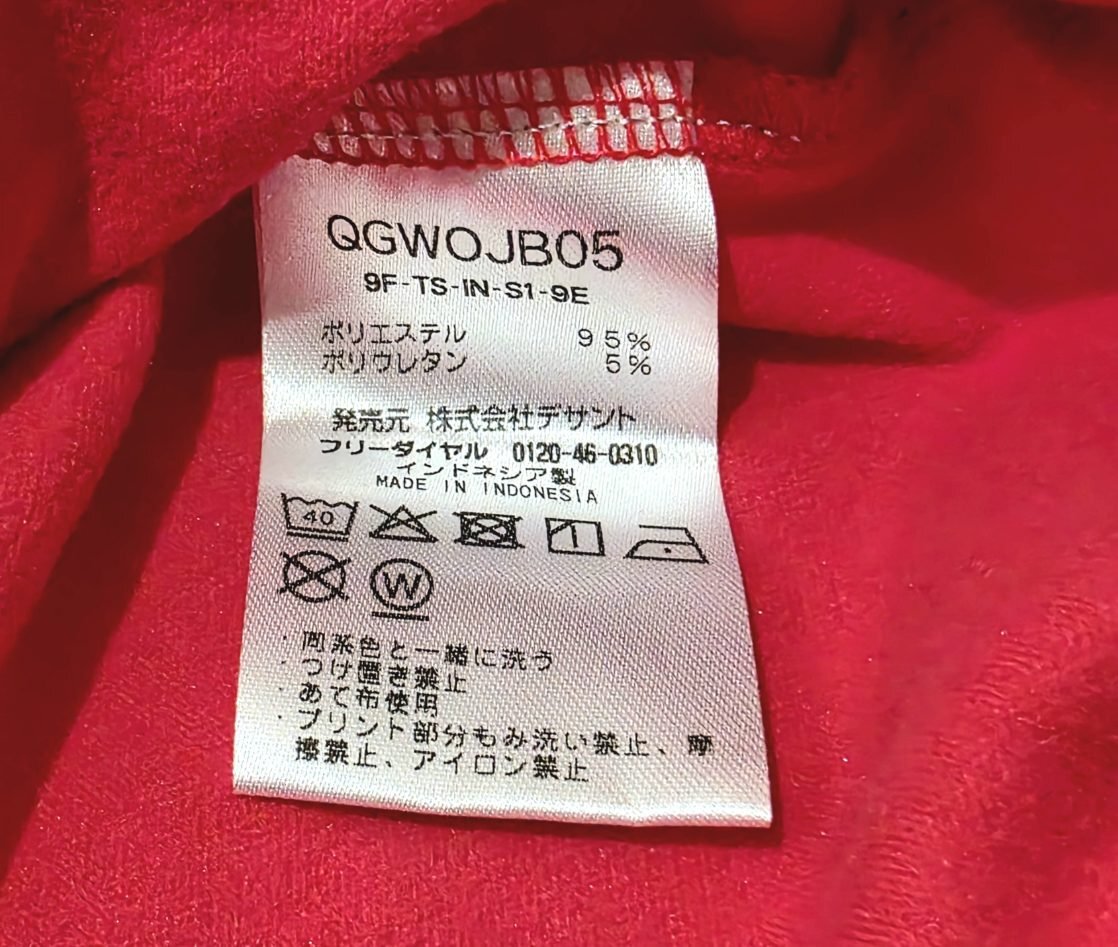 QGWOJB05
9F-TS-IN-S1-9E
ポリエステル 95%
ポリウレタン 5%
発売元 株式会社デサント
フリーダイヤル 0120-46-0310
インドネシア製
MADE IN INDONESIA
40
W
・同系色と一緒に洗う
・つけ置き禁止
・あて布使用
・プリント部分もみ洗い禁止、摩
擦禁止、アイロン禁止